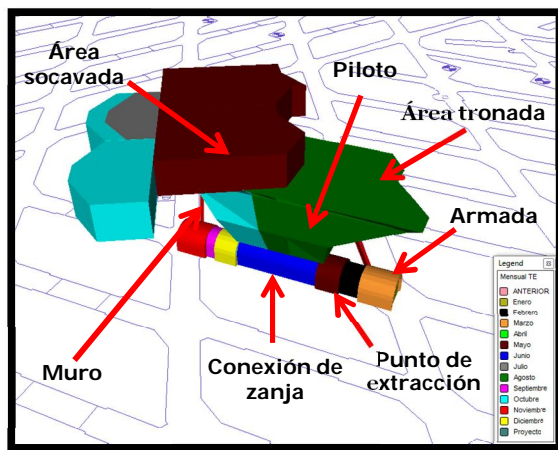 Área
socavada
Piloto
Área tronada
Armada
Muro
Conexión de
zanja
Punto de
extracción
Legend
Mensual TE
ANTERIOR
Enero
Febrero
Marzo
Abril
Mayo
Junio
Julio
Agosto
Septiembre
Octubre
Noviembre
Diciembre
Proyecto